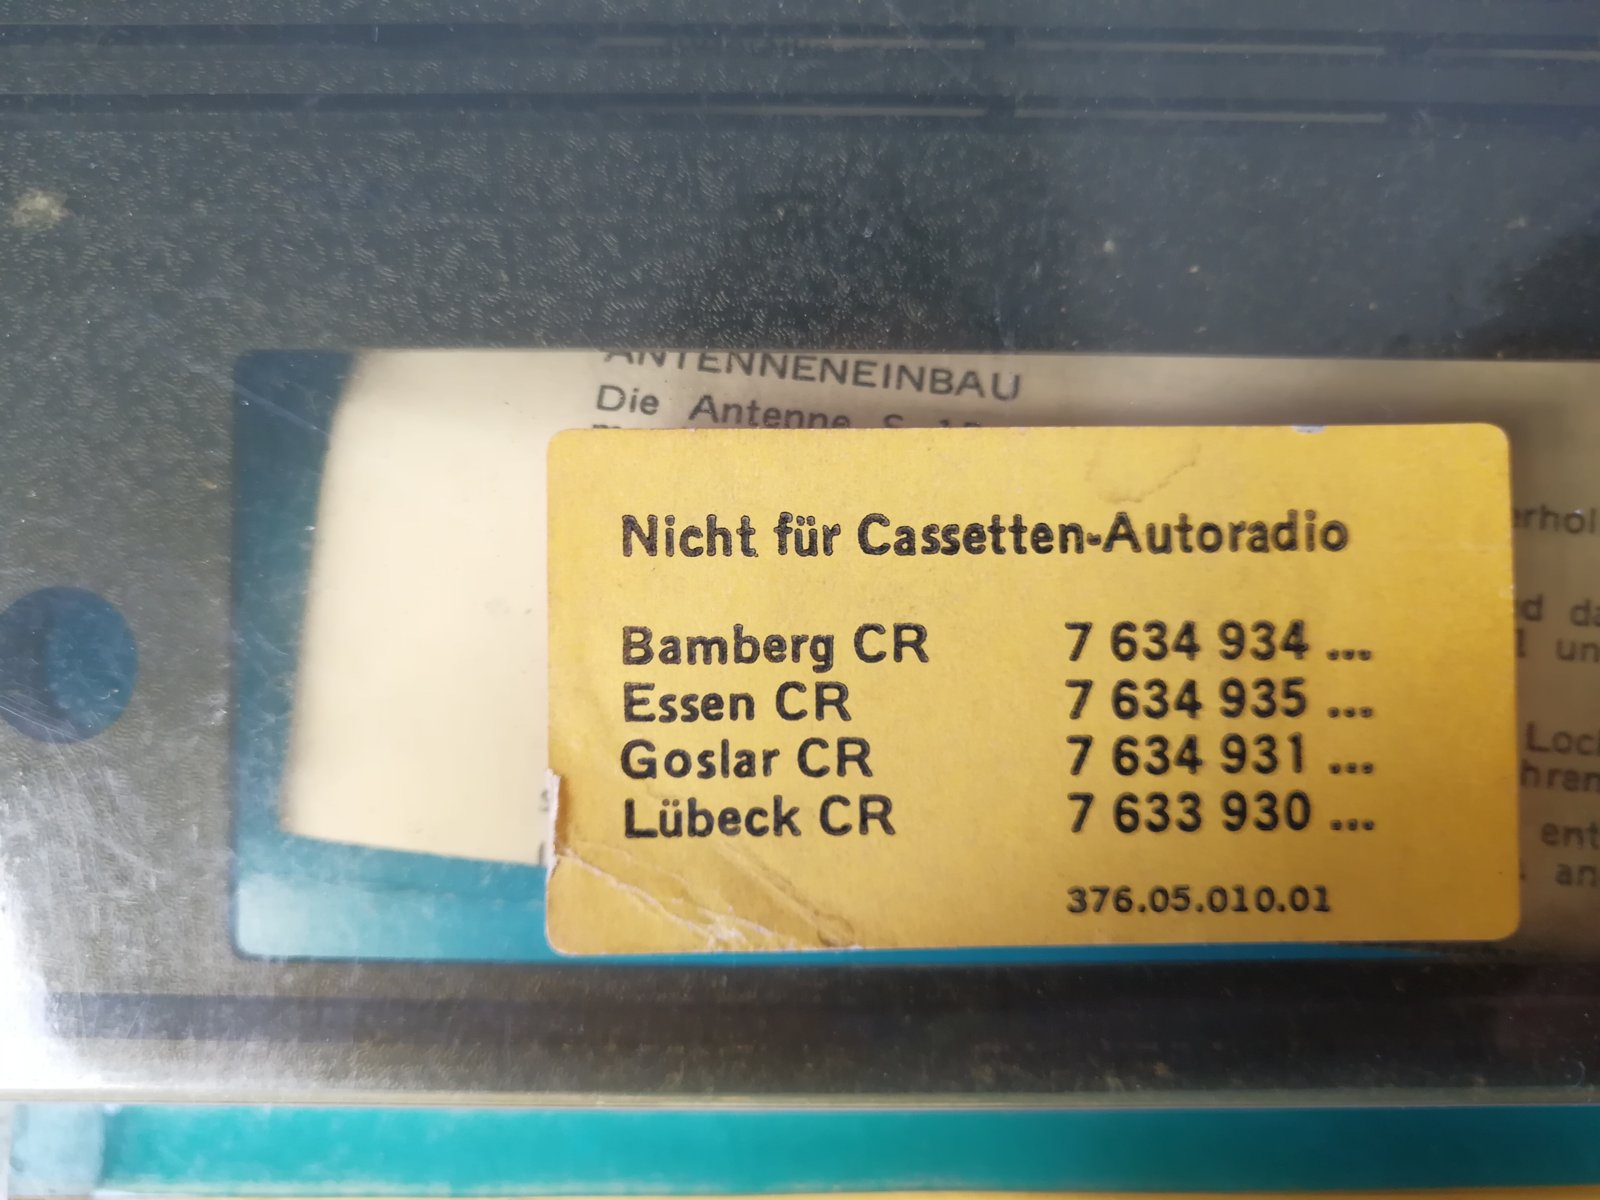 ANTENNENEINBAU
Die Antenne
Nicht für Cassetten-Autoradio
Bamberg CR 7 634 934 ...
Essen CR 7 634 935 ...
Goslar CR 7 634 931 ...
Lübeck CR 7 633 930 ...
376.05.010.01